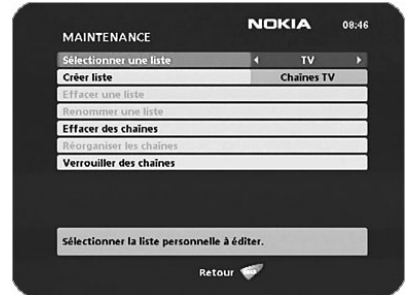 NOKIA 08:46
MAINTENANCE
Sélectionner une liste TV
Créer liste Chaînes TV
Effacer une liste
Renommer une liste
Effacer des chaînes
Réorganiser les chaînes
Verrouiller des chaînes
Sélectionner la liste personelle à éditer.
Retour